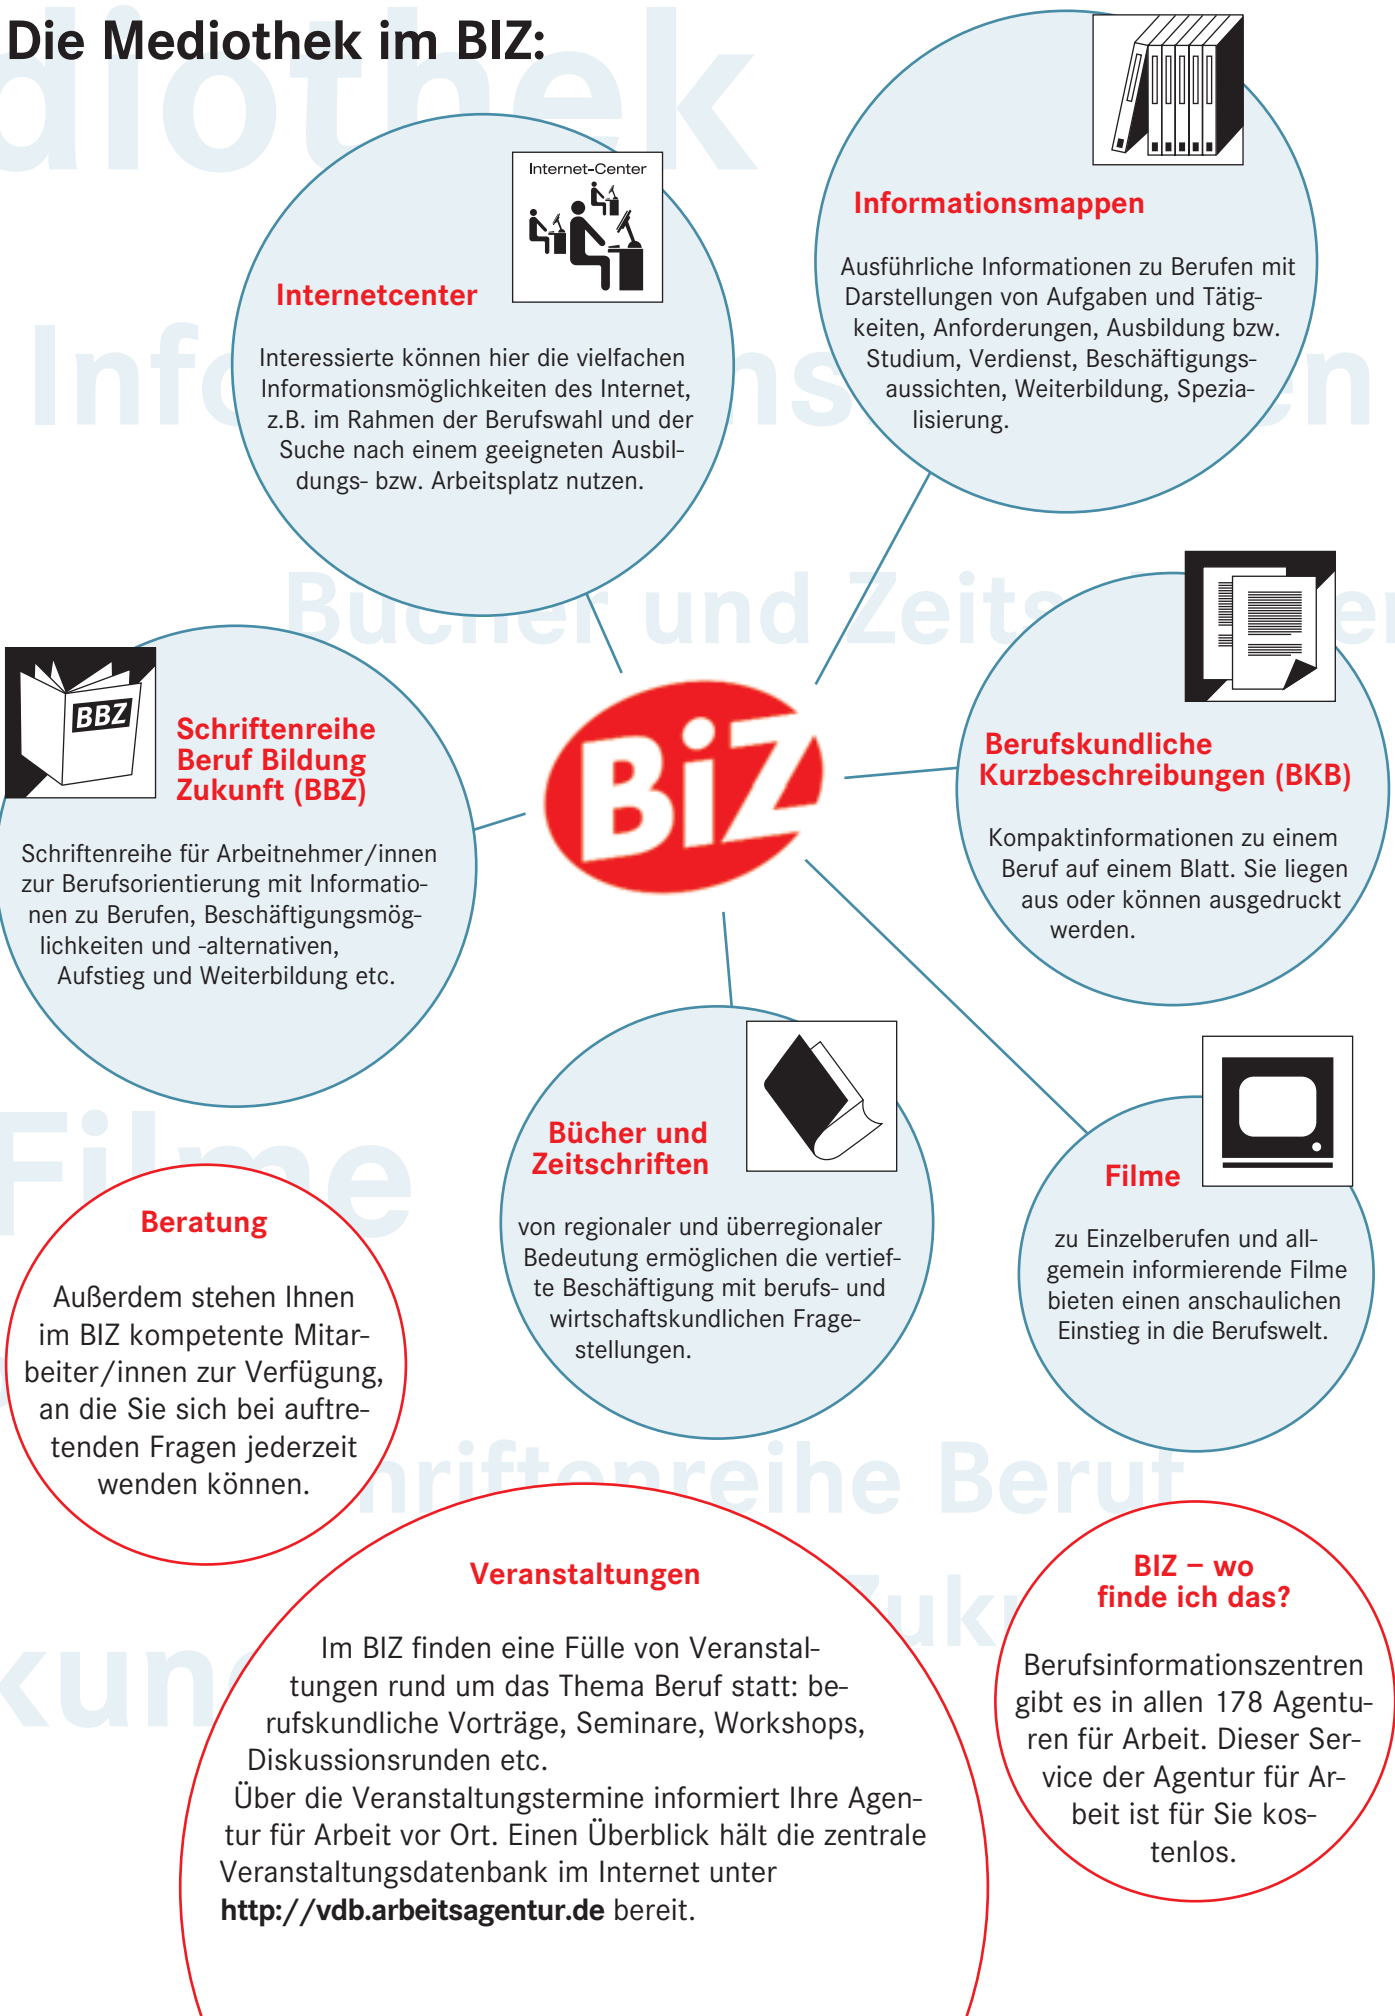 Die Mediothek im BIZ:
diothek
Internet-Center
Internetcenter
Interessierte können hier die vielfachen
Informationsmöglichkeiten des Internet,
z.B. im Rahmen der Berufswahl und der
Suche nach einem geeigneten Ausbil-
dungs- bzw. Arbeitsplatz nutzen.
Informationsmappen
Ausführliche Informationen zu Berufen mit
Darstellungen von Aufgaben und Tätig-
keiten, Anforderungen, Ausbildung bzw.
Studium, Verdienst, Beschäftigungs-
aussichten, Weiterbildung, Spezia-
lisierung.
Bücher und Zeits
BBZ
Schriftenreihe
Beruf Bildung
Zukunft (BBZ)
Schriftenreihe für Arbeitnehmer/innen
zur Berufsorientierung mit Informatio-
nen zu Berufen, Beschäftigungsmög-
lichkeiten und -alternativen,
Aufstieg und Weiterbildung etc.
BiZ
Berufskundliche
Kurzbeschreibungen (BKB)
Kompaktinformationen zu einem
Beruf auf einem Blatt. Sie liegen
aus oder können ausgedruckt
werden.
Bücher und
Zeitschriften
von regionaler und überregionaler
Bedeutung ermöglichen die vertief-
te Beschäftigung mit berufs- und
wirtschaftskundlichen Frage-
stellungen.
Filme
zu Einzelberufen und all-
gemein informierende Filme
bieten einen anschaulichen
Einstieg in die Berufswelt.
Filme
Beratung
Außerdem stehen Ihnen
im BIZ kompetente Mitar-
beiter/innen zur Verfügung,
an die Sie sich bei auftre-
tenden Fragen jederzeit
wenden können.
hriftenreihe Beruf
Veranstaltungen
Im BIZ finden eine Fülle von Veranstal-
tungen rund um das Thema Beruf statt: be-
rufskundliche Vorträge, Seminare, Workshops,
Diskussionsrunden etc.
Über die Veranstaltungstermine informiert Ihre Agen-
tur für Arbeit vor Ort. Einen Überblick hält die zentrale
Veranstaltungsdatenbank im Internet unter
http://vdb.arbeitsagentur.de bereit.
BIZ – wo
finde ich das?
Berufsinformationszentren
gibt es in allen 178 Agentu-
ren für Arbeit. Dieser Ser-
vice der Agentur für Ar-
beit ist für Sie kos-
tenlos.